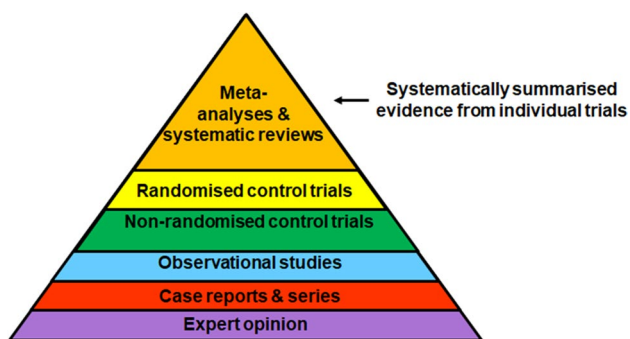 Meta-
analyses &
systematic reviews
Systematically summarised
evidence from individual trials
Randomised control trials
Non-randomised control trials
Observational studies
Case reports & series
Expert opinion